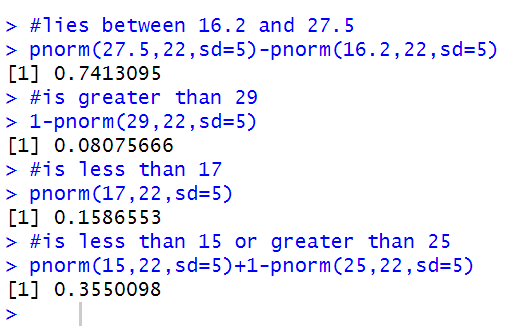 > #lies between 16.2 and 27.5
> pnorm(27.5,22,sd=5)-pnorm(16.2,22,sd=5)
[1] 0.7413095
> #is greater than 29
> 1-pnorm(29,22,sd=5)
[1] 0.08075666
> #is less than 17
> pnorm(17,22,sd=5)
[1] 0.1586553
> #is less than 15 or greater than 25
> pnorm(15,22,sd=5)+1-pnorm(25,22,sd=5)
[1] 0.3550098
>